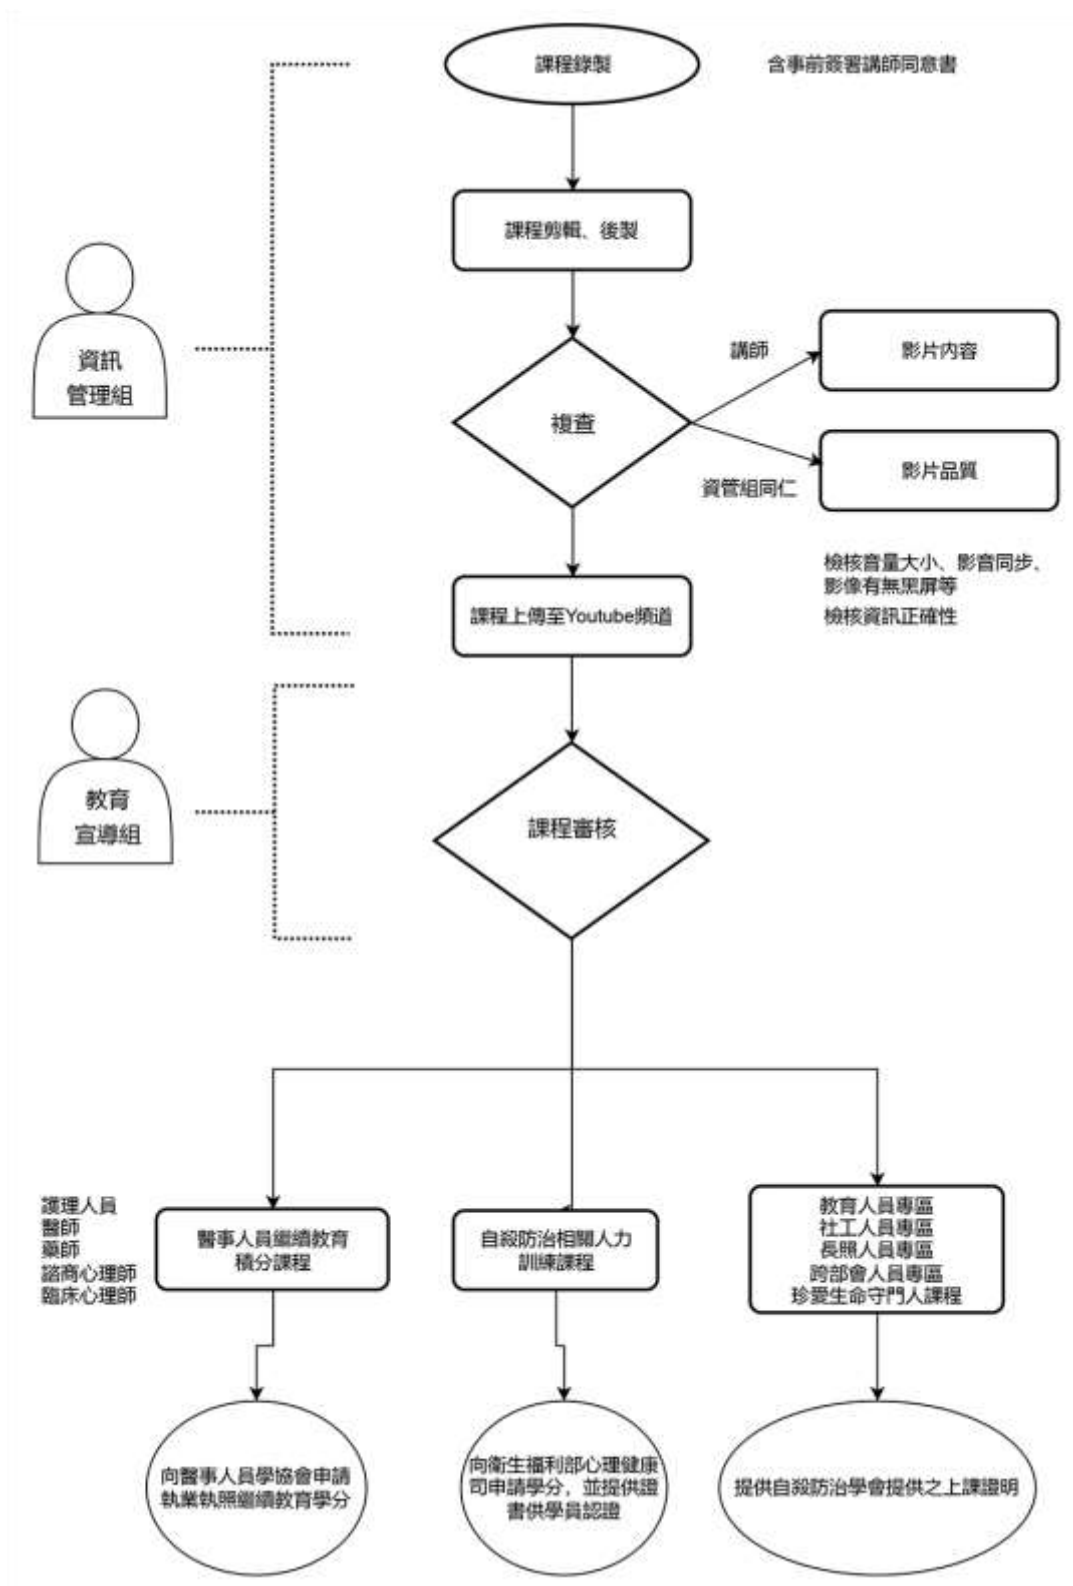 課程錄製
含事前簽署講師同意書
課程剪輯、後製
資訊
管理組
講師
影片內容
複查
資管組同仁
影片品質
檢核音量大小、影音同步、
影像有無黑屏等
檢核資訊正確性
課程上傳至Youtube頻道
教育
宣導組
課程審核
護理人員
醫師
藥師
諮商心理師
臨床心理師
醫事人員繼續教育
積分課程
自殺防治相關人力
訓練課程
教育人員專區
社工人員專區
長照人員專區
跨部會人員專區
珍愛生命守門人課程
向醫事人員學協會申請
執業執照繼續教育學分
向衛生福利部心理健康
司申請學分，並提供證
書供學員認證
提供自殺防治學會提供之上課證明